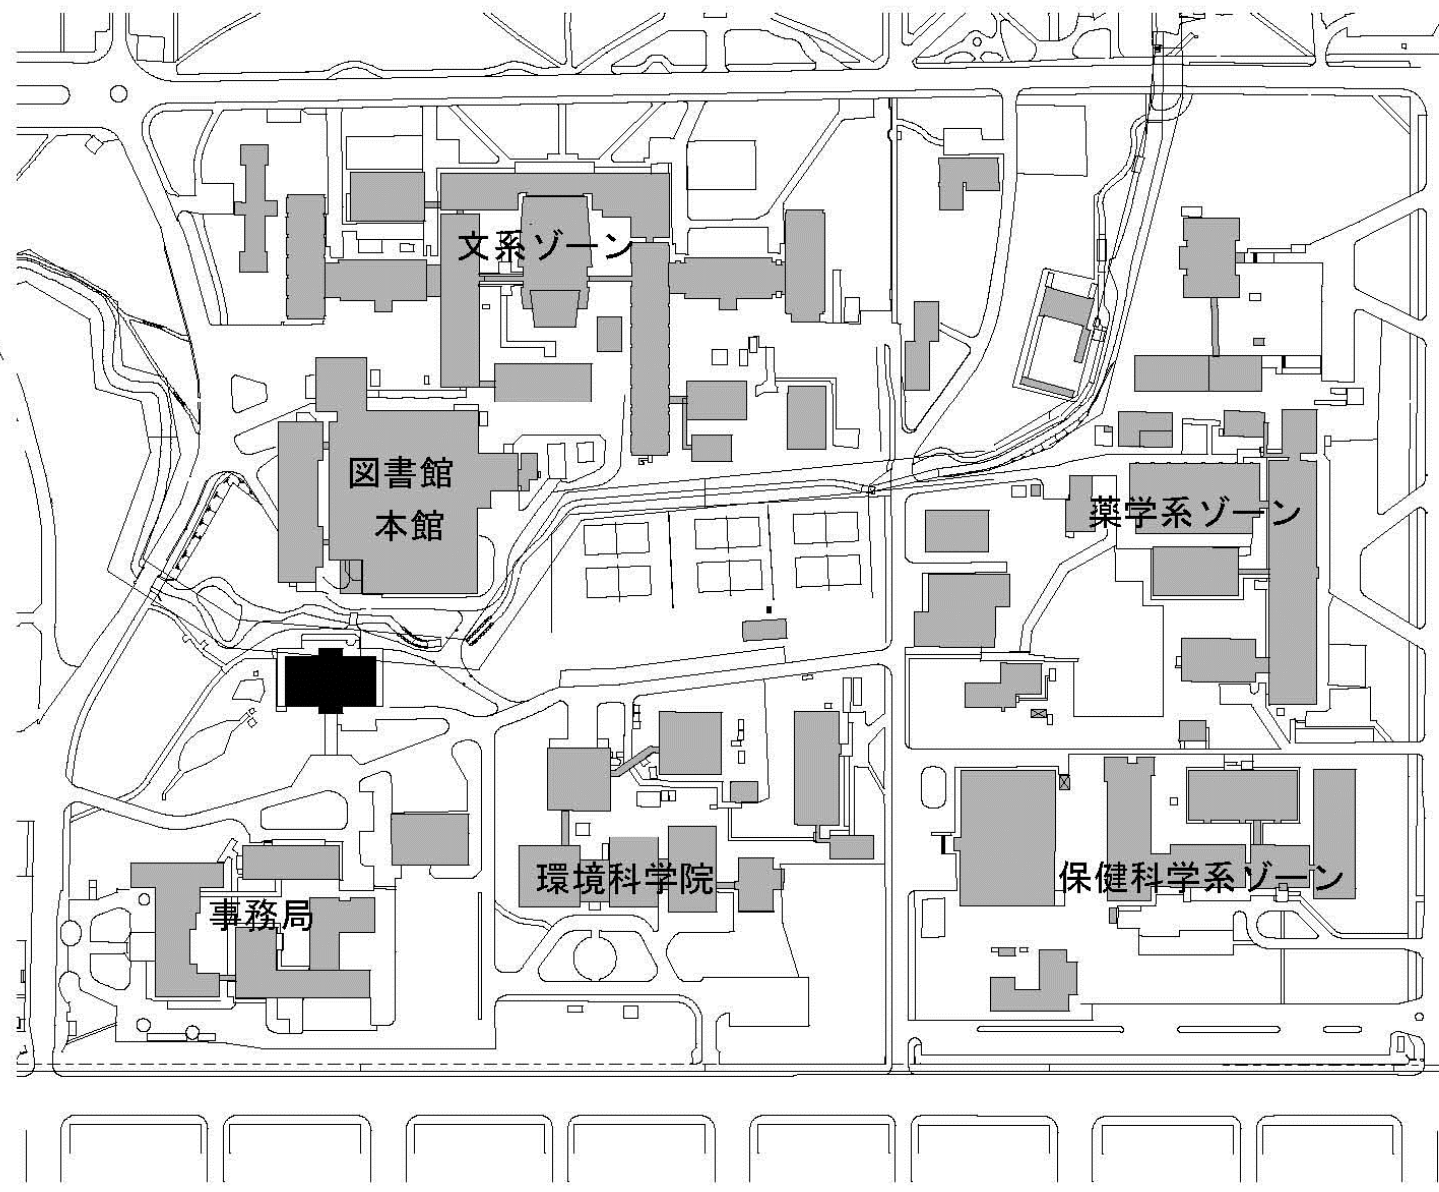 文系ゾーン
図書館
本館
薬学系ゾーン
環境科学院
保健科学系ゾーン
事務局